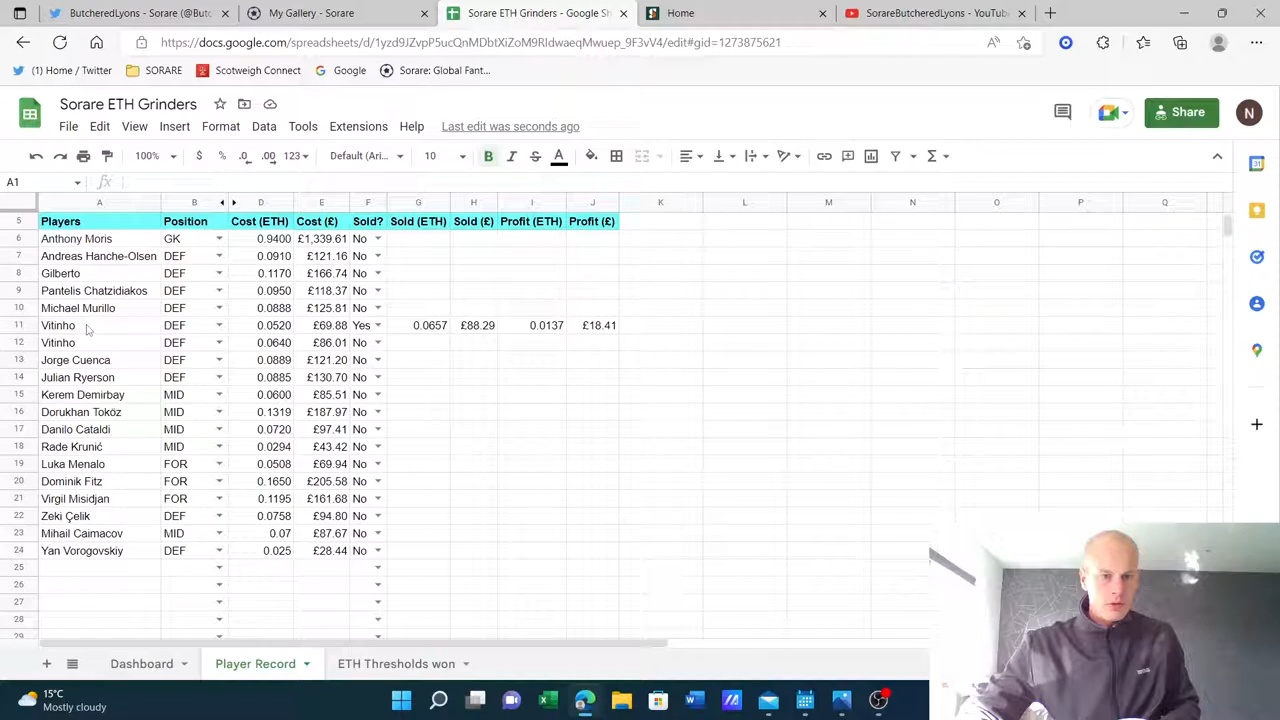 Butchered Lyons - Sorare (@Butc
My Gallery - Sorare
Sorare ETH Grinders - Google Sh
Home
SorareButcheredLyons - YouTube
https://docs.google.com/spreadsheets/d/1yzd9JZvpP5ucQnMDbtXiZoM9RldwaeqMwuep_9F3vV4/edit#gid=1273875621
(1) Home / Twitter
SORARE
Scotweigh Connect
Google
Sorare: Global Fant...
Sorare ETH Grinders
Share
N
File Edit View Insert Format Data Tools Extensions Help Last edit was seconds ago
100% $ % .0 .00 123 Default (Ari... 10 B I S A
A1 fx
A B D E F G H I J K L M N O P Q
5 Players Position Cost (ETH) Cost (£) Sold? Sold (ETH) Sold (£) Profit (ETH) Profit (£)
6 Anthony Moris GK 0.9400 £1,339.61 No
7 Andreas Hanche-Olsen DEF 0.0910 £121.16 No
8 Gilberto DEF 0.1170 £166.74 No
9 Pantelis Chatzidiakos DEF 0.0950 £118.37 No
10 Michael Murillo DEF 0.0888 £125.81 No
11 Vitinho DEF 0.0520 £69.88 Yes 0.0657 £88.29 0.0137 £18.41
12 Vitinho DEF 0.0640 £86.01 No
13 Jorge Cuenca DEF 0.0889 £121.20 No
14 Julian Ryerson DEF 0.0885 £130.70 No
15 Kerem Demirbay MID 0.0600 £85.51 No
16 Dorukhan Toköz MID 0.1319 £187.97 No
17 Danilo Cataldi MID 0.0720 £97.41 No
18 Rade Krunić MID 0.0294 £43.42 No
19 Luka Menalo FOR 0.0508 £69.94 No
20 Dominik Fitz FOR 0.1650 £205.58 No
21 Virgil Misidjan FOR 0.1195 £161.68 No
22 Zeki Çelik DEF 0.0758 £94.80 No
23 Mihail Caimacov MID 0.07 £87.67 No
24 Yan Vorogovskiy DEF 0.025 £28.44 No
25
26
27
28
29
Dashboard
Player Record
ETH Thresholds won
15°C
Mostly cloudy